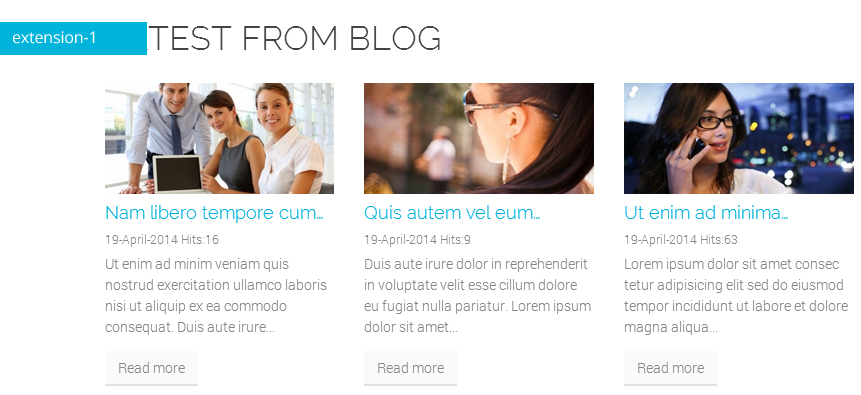 extension-1
TEST FROM BLOG
Nam libero tempore cum...
19-April-2014 Hits:16
Ut enim ad minim veniam quis
nostrud exercitation ullamco laboris
nisi ut aliquip ex ea commodo
consequat. Duis aute irure...
Read more
Quis autem vel eum...
19-April-2014 Hits:9
Duis aute irure dolor in reprehenderit
in voluptate velit esse cillum dolore
eu fugiat nulla pariatur. Lorem ipsum
dolor sit amet...
Read more
Ut enim ad minima...
19-April-2014 Hits:63
Lorem ipsum dolor sit amet consec
tetur adipisicing elit sed do eiusmod
tempor incididunt ut labore et dolore
magna aliqua...
Read more